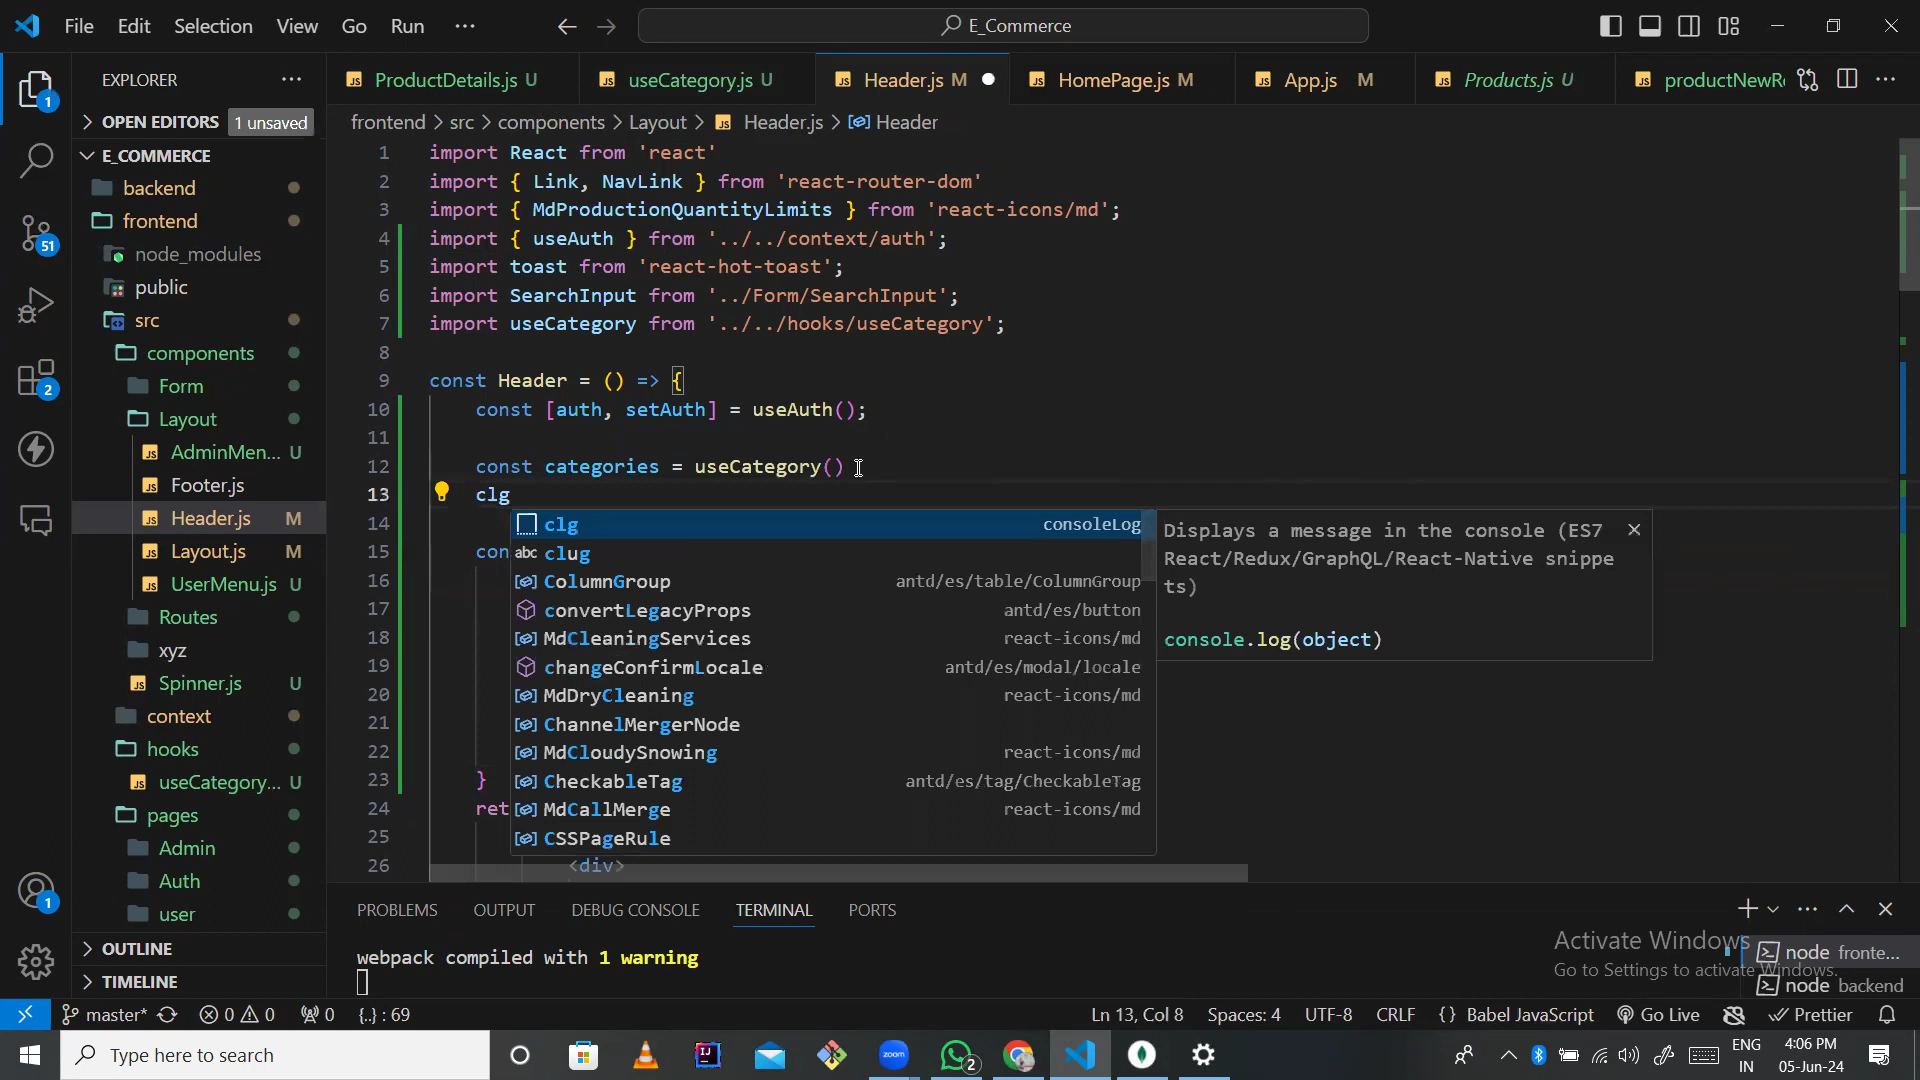 File Edit Selection View Go Run ··· E_Commerce
EXPLORER ··· ProductDetails.js U useCategory.js U Header.js M HomePage.js M App.js M Products.js U productNewR
OPEN EDITORS 1 unsaved
frontend > src > components > Layout > Header.js > Header
E_COMMERCE
backend
frontend
node_modules
public
src
components
Form
Layout
AdminMen... U
Footer.js
Header.js M
Layout.js M
UserMenu.js U
Routes
xyz
Spinner.js U
context
hooks
useCategory... U
pages
Admin
Auth
user
OUTLINE
TIMELINE
1 import React from 'react'
2 import { Link, NavLink } from 'react-router-dom'
3 import { MdProductionQuantityLimits } from 'react-icons/md';
4 import { useAuth } from '../../context/auth';
5 import toast from 'react-hot-toast';
6 import SearchInput from '../Form/SearchInput';
7 import useCategory from '../../hooks/useCategory';
8
9 const Header = () => {
10 const [auth, setAuth] = useAuth();
11
12 const categories = useCategory()
13 clg
14
15 con
16
17
18
19
20
21
22
23 }
24 ret
25
26 <div>
clg consoleLog
abc clug
ColumnGroup antd/es/table/ColumnGroup
convertLegacyProps antd/es/button
MdCleaningServices react-icons/md
changeConfirmLocale antd/es/modal/locale
MdDryCleaning react-icons/md
ChannelMergerNode
MdCloudySnowing react-icons/md
CheckableTag antd/es/tag/CheckableTag
MdCallMerge react-icons/md
CSSPageRule
Displays a message in the console (ES7
React/Redux/GraphQL/React-Native snippe
ts)
console.log(object)
PROBLEMS OUTPUT DEBUG CONSOLE TERMINAL PORTS
webpack compiled with 1 warning
Activate Windows
Go to Settings to activate Windows.
node fronte...
node backend
1
51
2
1
master* 0 0 0 {..} : 69 Ln 13, Col 8 Spaces: 4 UTF-8 CRLF {} Babel JavaScript Go Live Prettier
Type here to search
zoom
2
ENG
IN
4:06 PM
05-Jun-24